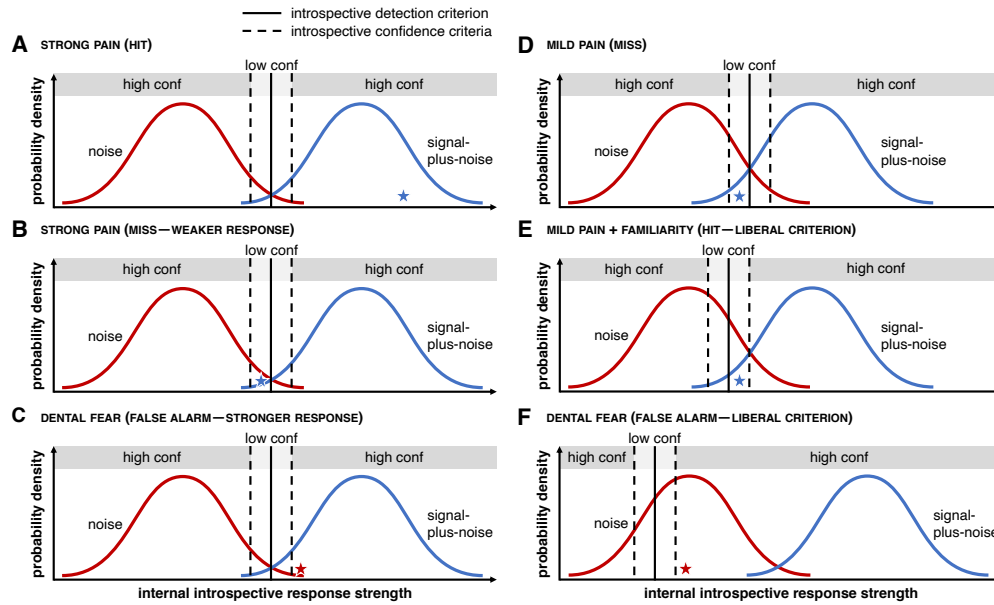 introspective detection criterion
introspective confidence criteria
A STRONG PAIN (HIT)
low conf
high conf
high conf
noise
signal-
plus-noise
probability density
B STRONG PAIN (MISS—WEAKER RESPONSE)
low conf
high conf
high conf
noise
signal-
plus-noise
probability density
C DENTAL FEAR (FALSE ALARM—STRONGER RESPONSE)
low conf
high conf
high conf
noise
signal-
plus-noise
probability density
internal introspective response strength
D MILD PAIN (MISS)
low conf
high conf
high conf
noise
signal-
plus-noise
probability density
E MILD PAIN + FAMILIARITY (HIT—LIBERAL CRITERION)
low conf
high conf
high conf
noise
signal-
plus-noise
probability density
F DENTAL FEAR (FALSE ALARM—LIBERAL CRITERION)
low conf
high conf
high conf
noise
signal-
plus-noise
probability density
internal introspective response strength